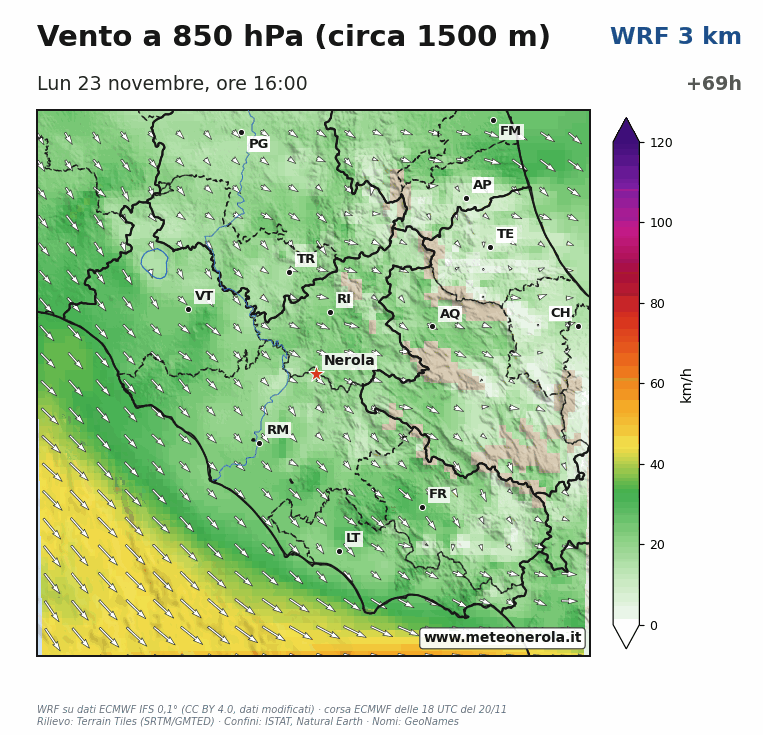 Vento a 850 hPa (circa 1500 m)
WRF 3 km
Lun 23 novembre, ore 16:00
+69h
FM
PG
AP
TE
TR
VT
RI
AQ
CH
Nerola
RM
FR
LT
www.meteonerola.it
120
100
80
60
40
20
0
km/h
WRF su dati ECMWF IFS 0,1° (CC BY 4.0, dati modificati) · corsa ECMWF delle 18 UTC del 20/11
Rilievo: Terrain Tiles (SRTM/GMTED) · Confini: ISTAT, Natural Earth · Nomi: GeoNames